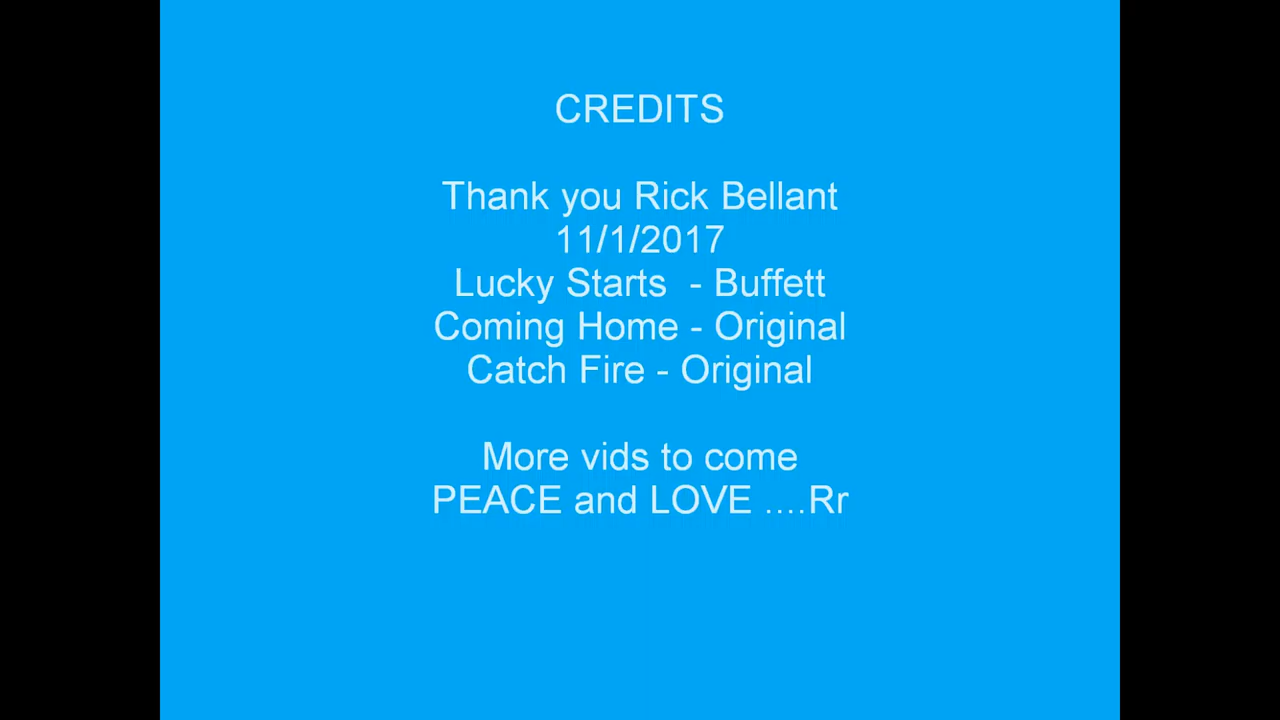 CREDITS
Thank you Rick Bellant
11/1/2017
Lucky Starts  - Buffett
Coming Home - Original
Catch Fire - Original
More vids to come
PEACE and LOVE ....Rr